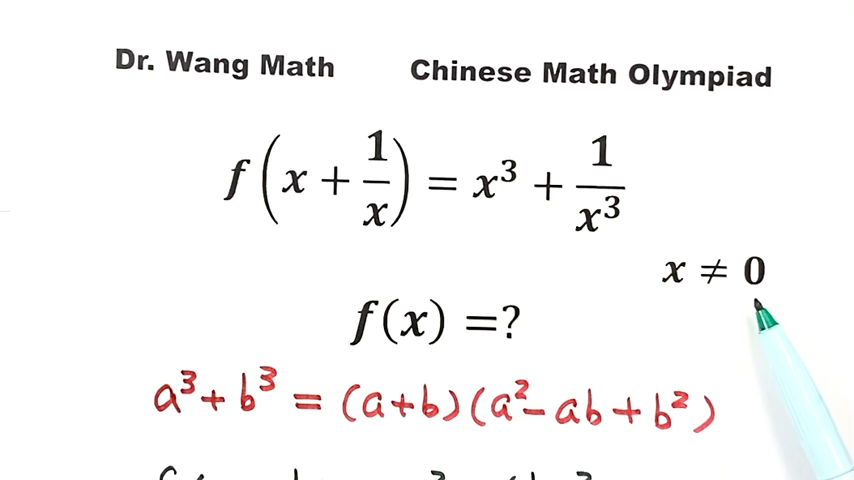 Dr. Wang Math Chinese Math Olympiad
f(x + 1/x) = x³ + 1/x³
x ≠ 0
f(x) =?
a³ + b³ = (a+b)(a² - ab + b²)